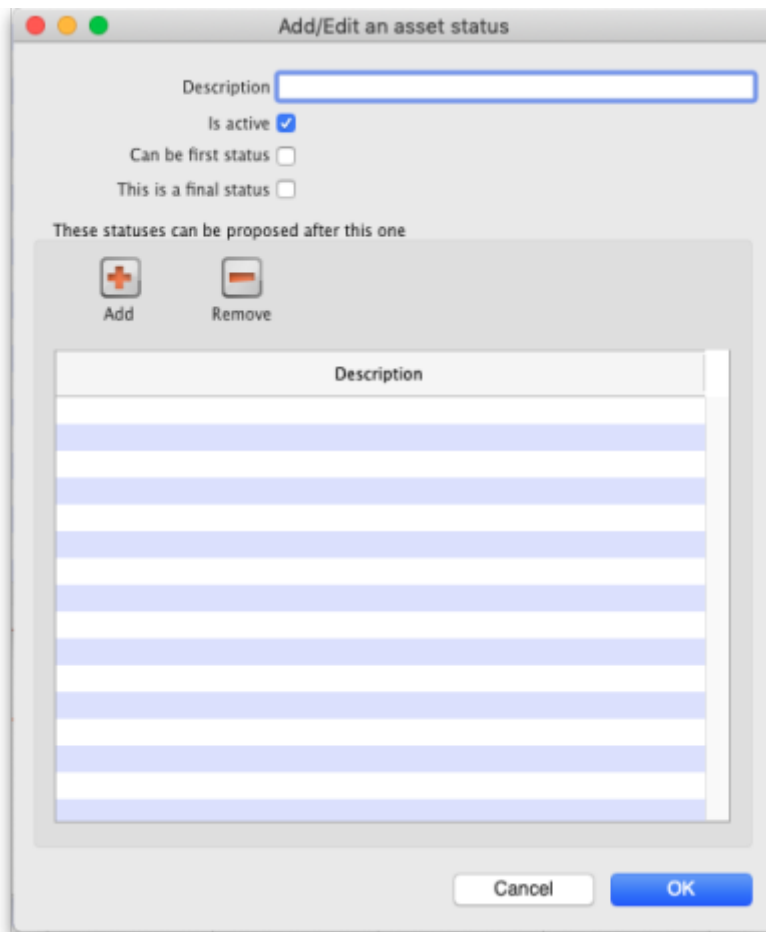 Add/Edit an asset status
Description
Is active
Can be first status
This is a final status
These statuses can be proposed after this one
Add Remove
Description
Cancel OK